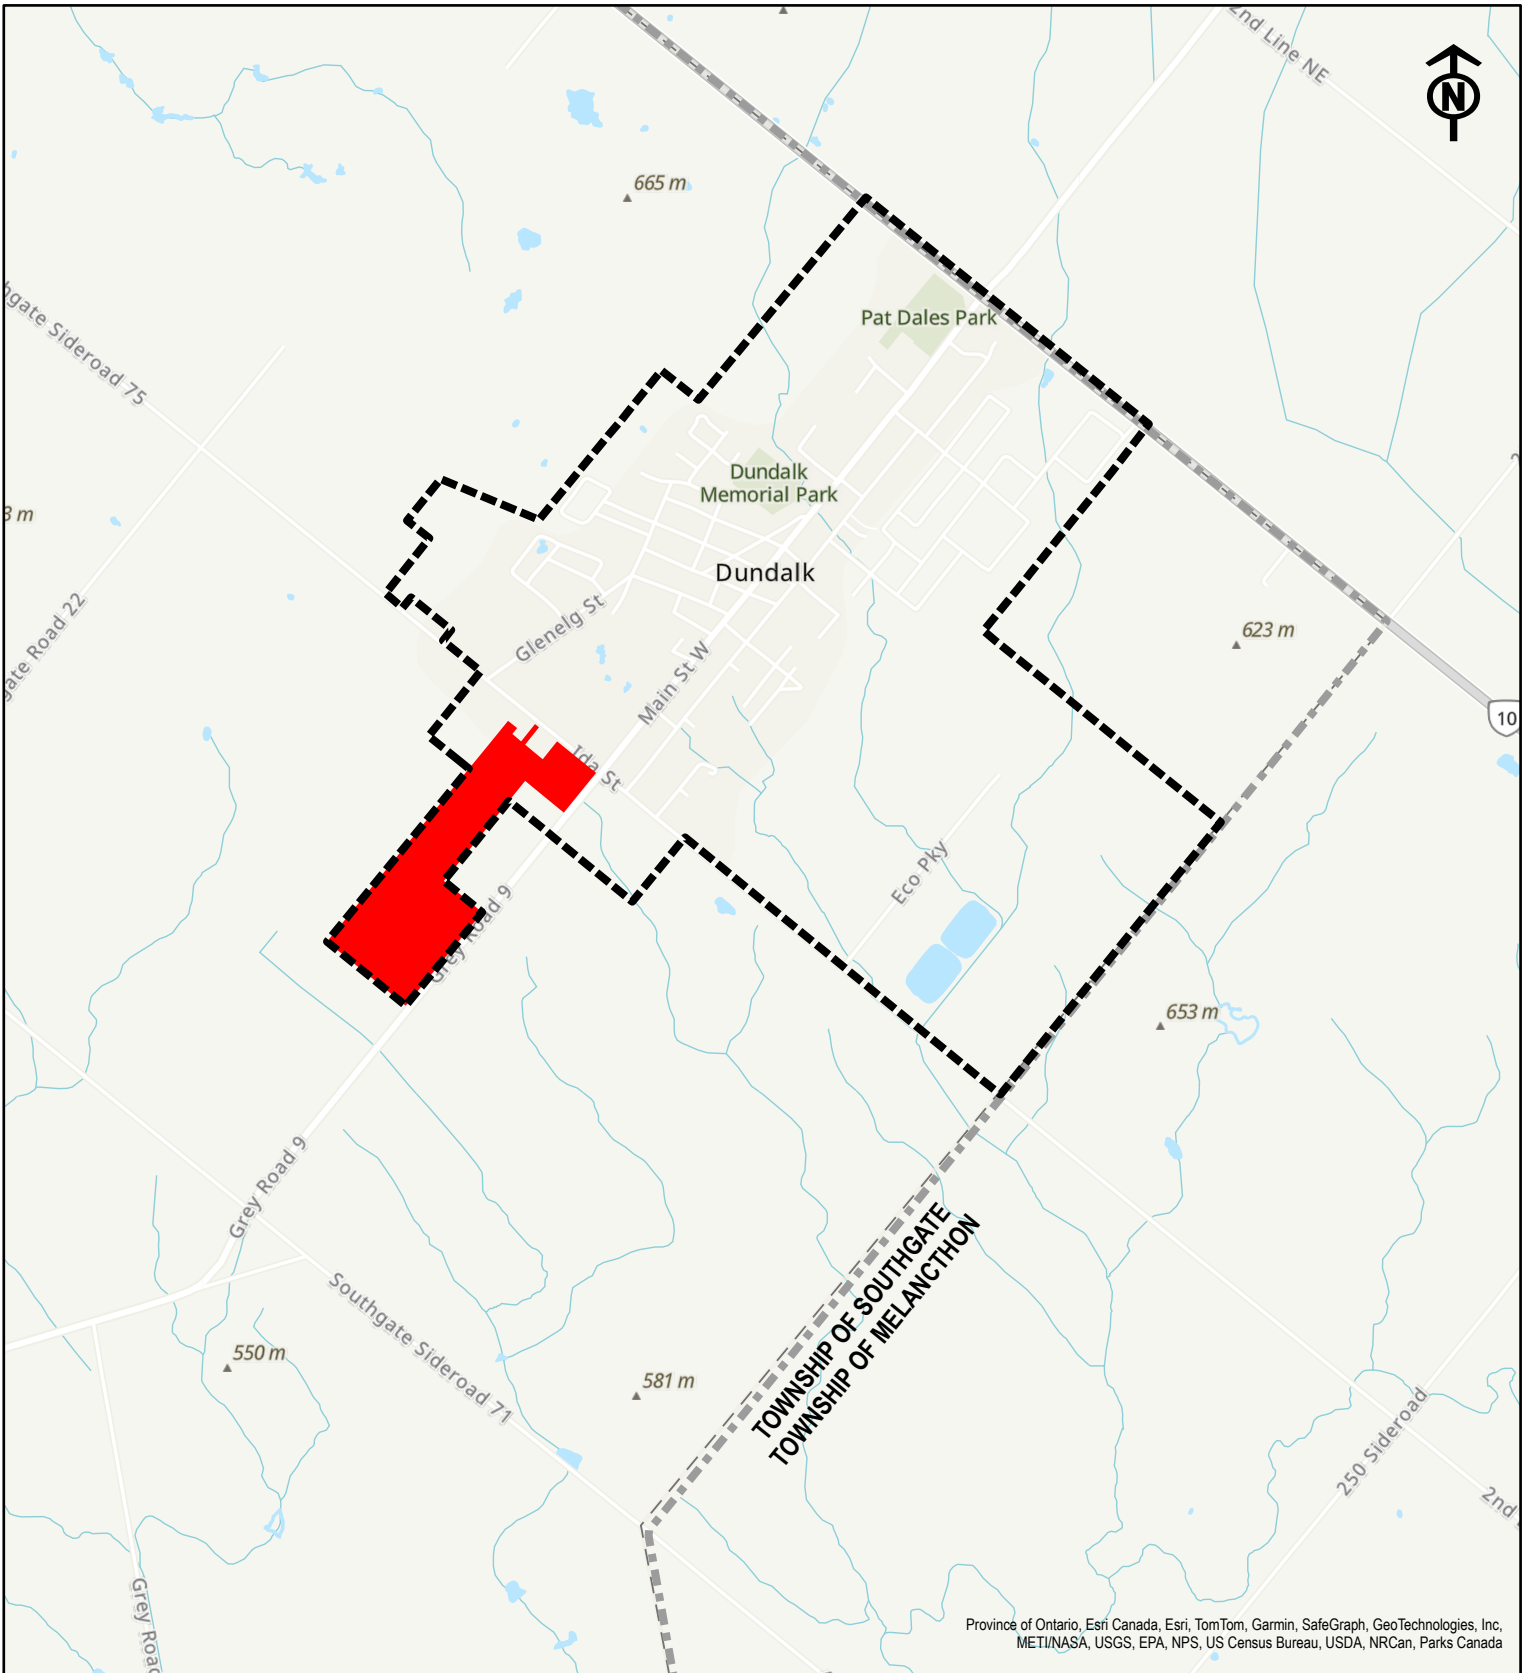 2nd Line NE
N
665 m
Southgate Sideroad 75
Pat Dales Park
Dundalk
Memorial Park
3 m
Dundalk
Glenelg St
Main St W
623 m
gate Road 22
10
Ida St
Eco Pky
Grey Road 9
653 m
Grey Road 9
TOWNSHIP OF SOUTHGATE
TOWNSHIP OF MELANCTHON
Southgate Sideroad 71
550 m
581 m
250 Sideroad
2nd
Grey Road
Province of Ontario, Esri Canada, Esri, TomTom, Garmin, SafeGraph, GeoTechnologies, Inc,
METI/NASA, USGS, EPA, NPS, US Census Bureau, USDA, NRCan, Parks Canada